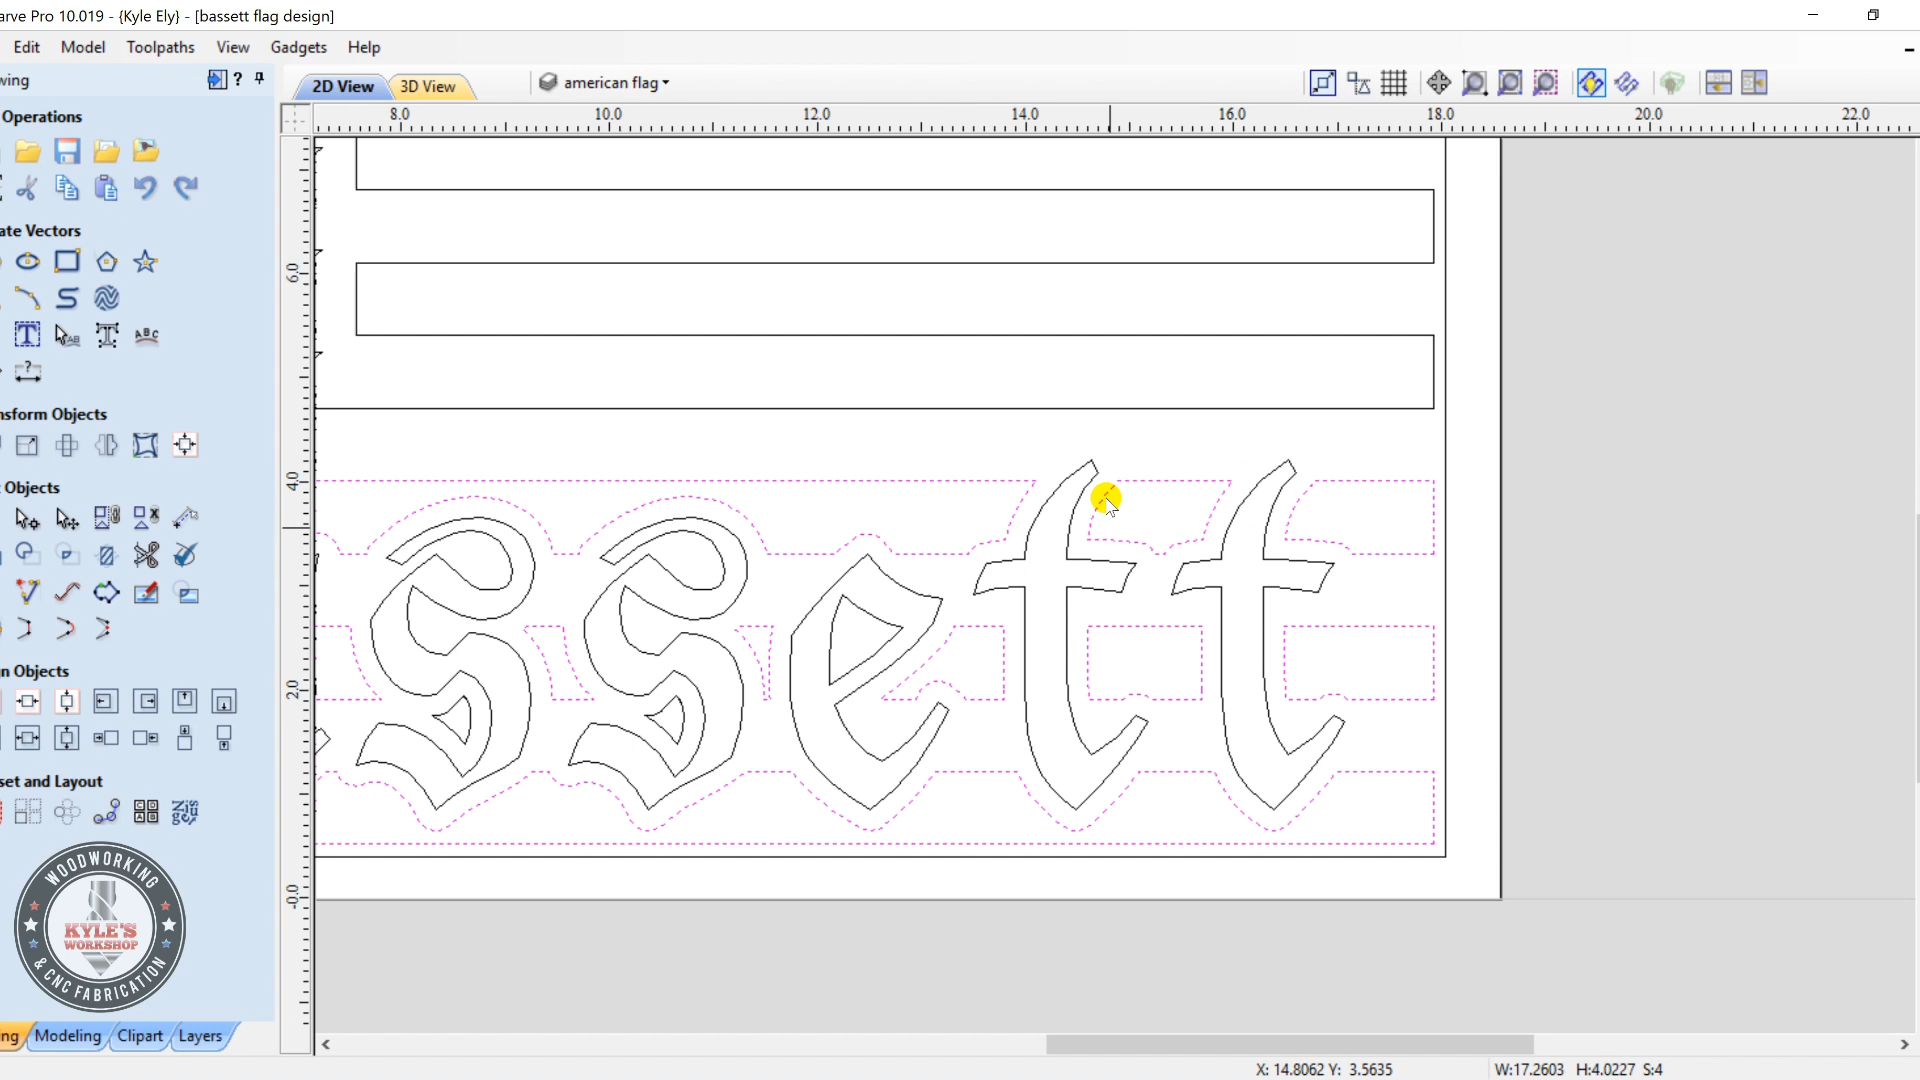 arve Pro 10.019 - {Kyle Ely} - [bassett flag design]
Edit Model Toolpaths View Gadgets Help
wing
?
2D View
3D View
american flag
Operations
8.0 10.0 12.0 14.0 16.0 18.0 20.0 22.0
ate Vectors
6.0
T
AB
T
ABC
?
nsform Objects
4.0
Objects
2.0
n Objects
-0.0
set and Layout
ssett
WOODWORKING
KYLE'S
WORKSHOP
& CNC FABRICATION
ing
Modeling
Clipart
Layers
X: 14.8062 Y: 3.5635
W:17.2603 H:4.0227 S:4